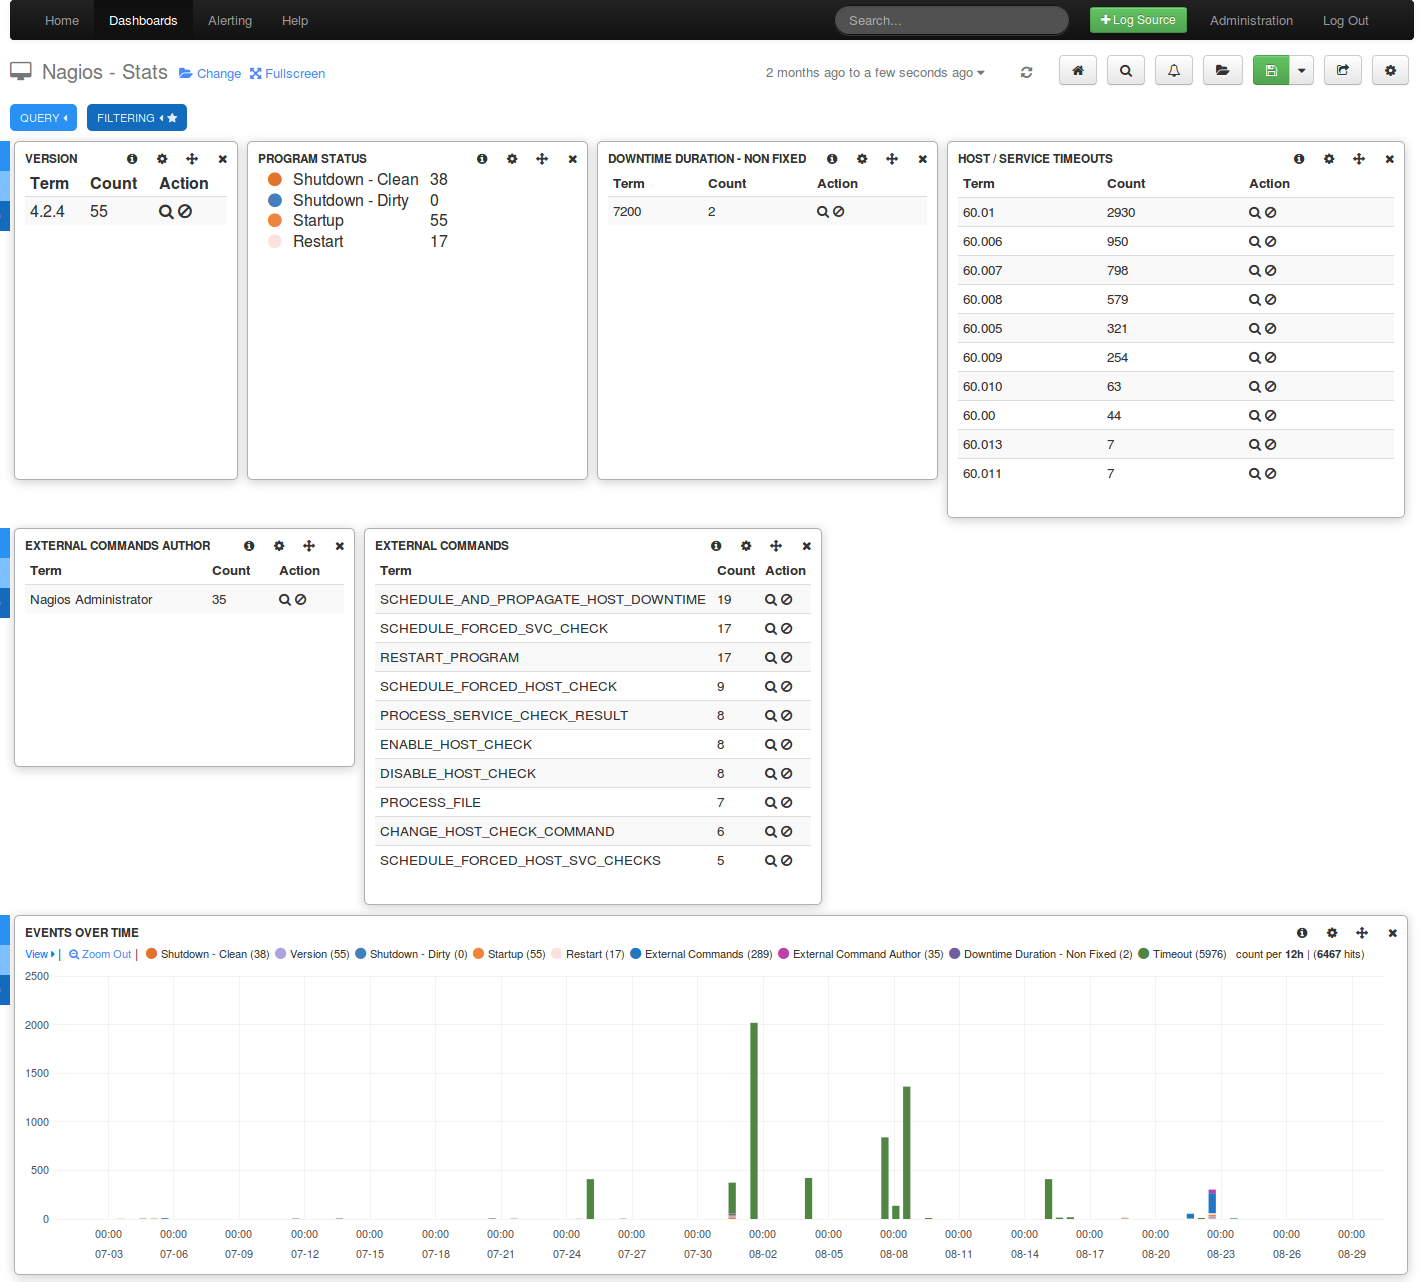 Home Dashboards Alerting Help Search... Log Source Administration Log Out
Nagios - Stats Change Fullscreen 2 months ago to a few seconds ago
QUERY FILTERING
VERSION
Term Count Action
4.2.4 55
PROGRAM STATUS
Shutdown - Clean 38
Shutdown - Dirty 0
Startup 55
Restart 17
DOWNTIME DURATION - NON FIXED
Term Count Action
7200 2
HOST / SERVICE TIMEOUTS
Term Count Action
60.01 2930
60.006 950
60.007 798
60.008 579
60.005 321
60.009 254
60.010 63
60.00 44
60.013 7
60.011 7
EXTERNAL COMMANDS AUTHOR
Term Count Action
Nagios Administrator 35
EXTERNAL COMMANDS
Term Count Action
SCHEDULE_AND_PROPAGATE_HOST_DOWNTIME 19
SCHEDULE_FORCED_SVC_CHECK 17
RESTART_PROGRAM 17
SCHEDULE_FORCED_HOST_CHECK 9
PROCESS_SERVICE_CHECK_RESULT 8
ENABLE_HOST_CHECK 8
DISABLE_HOST_CHECK 8
PROCESS_FILE 7
CHANGE_HOST_CHECK_COMMAND 6
SCHEDULE_FORCED_HOST_SVC_CHECKS 5
EVENTS OVER TIME
View | Zoom Out | Shutdown - Clean (38) Version (55) Shutdown - Dirty (0) Startup (55) Restart (17) External Commands (289) External Command Author (35) Downtime Duration - Non Fixed (2) Timeout (5976) count per 12h | (6467 hits)
2500
2000
1500
1000
500
0
00:00 00:00 00:00 00:00 00:00 00:00 00:00 00:00 00:00 00:00 00:00 00:00 00:00 00:00 00:00 00:00 00:00 00:00 00:00 00:00
07-03 07-06 07-09 07-12 07-15 07-18 07-21 07-24 07-27 07-30 08-02 08-05 08-08 08-11 08-14 08-17 08-20 08-23 08-26 08-29